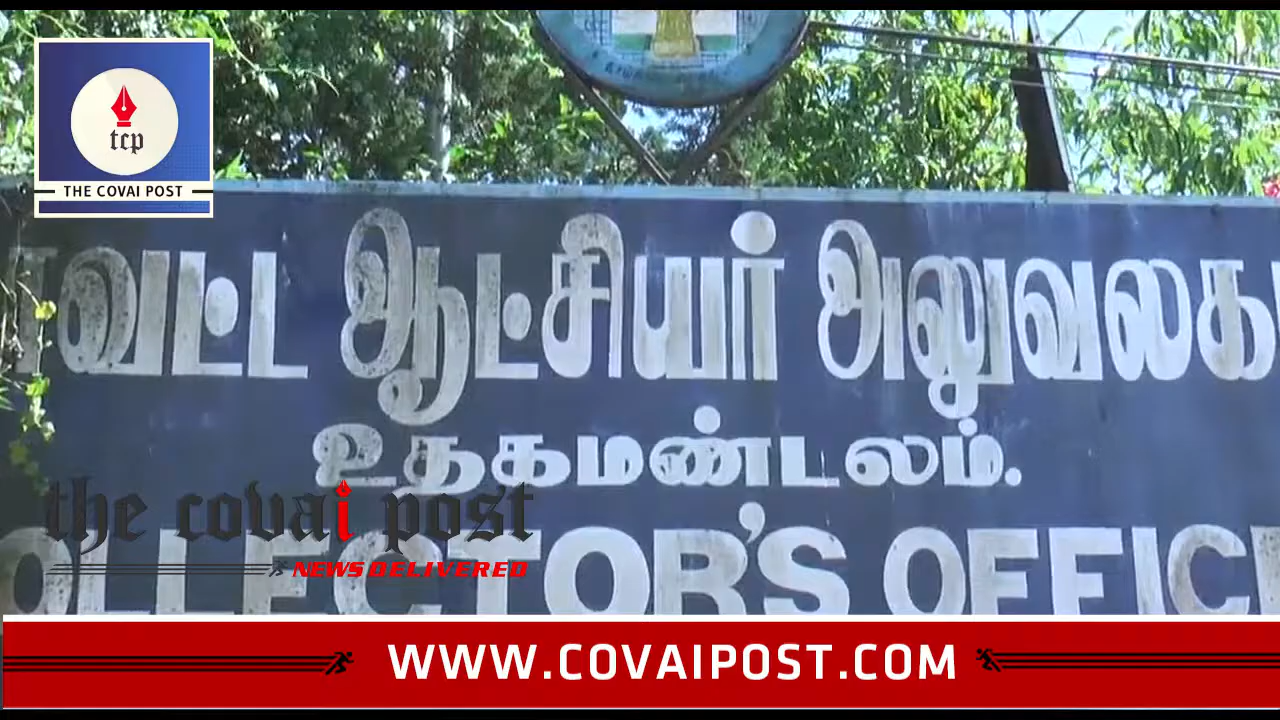 tcp
THE COVAI POST
வட்ட ஆட்சியர் அலுவலக
உதகமண்டலம்.
the covai post
NEWS DELIVERED
OLLECTOR'S OFFICE
WWW.COVAIPOST.COM